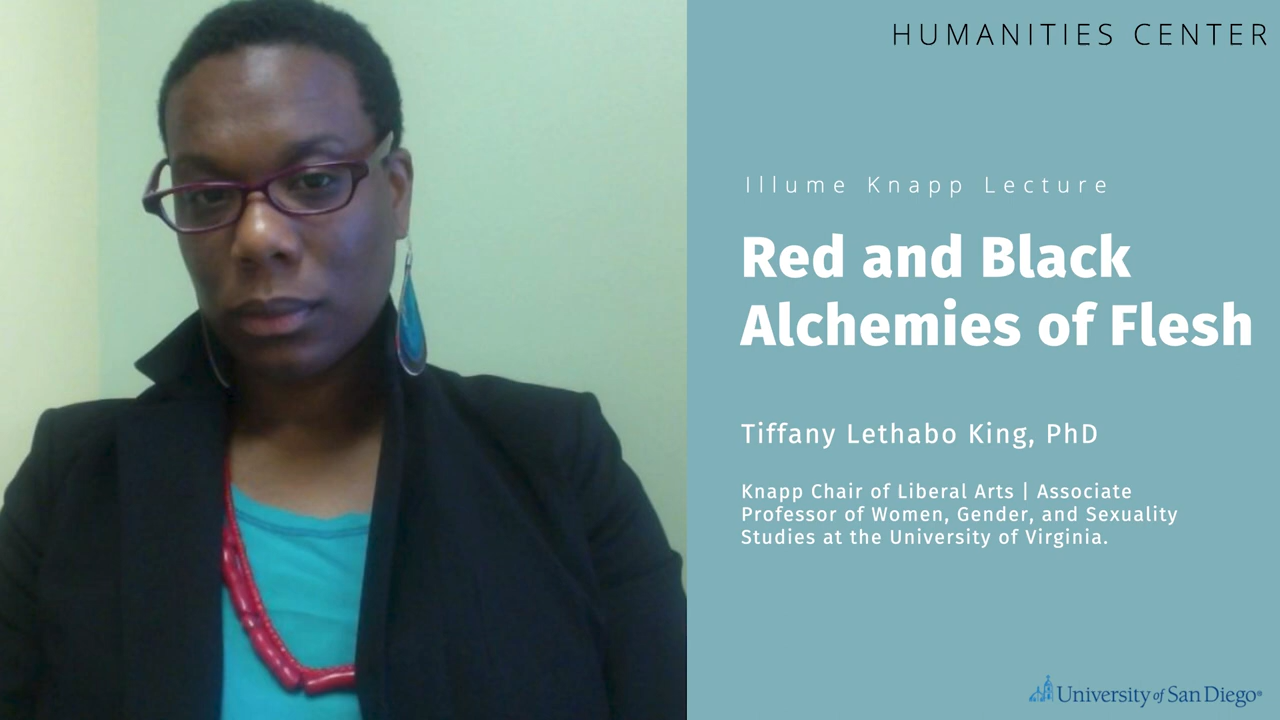 HUMANITIES CENTER
Illume Knapp Lecture
Red and Black
Alchemies of Flesh
Tiffany Lethabo King, PhD
Knapp Chair of Liberal Arts | Associate
Professor of Women, Gender, and Sexuality
Studies at the University of Virginia.
University of San Diego®